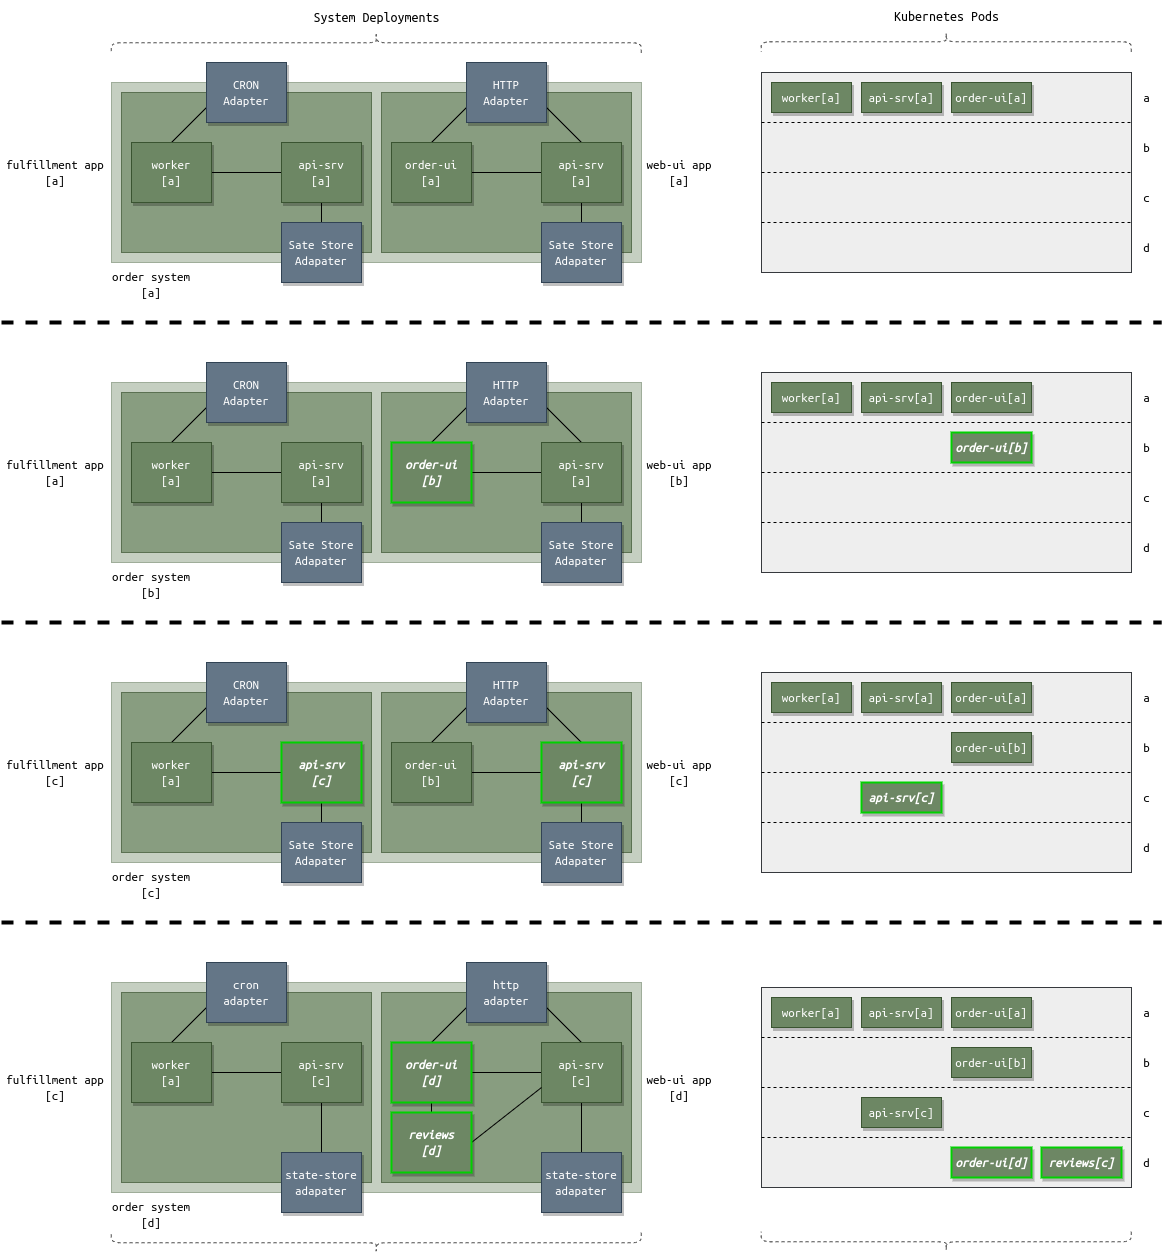 System Deployments
Kubernetes Pods
CRON
Adapter
HTTP
Adapter
worker[a]
api-srv[a]
order-ui[a]
a
b
fulfillment app
[a]
worker
[a]
api-srv
[a]
order-ui
[a]
api-srv
[a]
web-ui app
[a]
c
Sate Store
Adapater
Sate Store
Adapater
d
order system
[a]
CRON
Adapter
HTTP
Adapter
worker[a]
api-srv[a]
order-ui[a]
a
order-ui[b]
b
fulfillment app
[a]
worker
[a]
api-srv
[a]
order-ui
[b]
api-srv
[a]
web-ui app
[b]
c
Sate Store
Adapater
Sate Store
Adapater
d
order system
[b]
CRON
Adapter
HTTP
Adapter
worker[a]
api-srv[a]
order-ui[a]
a
order-ui[b]
b
fulfillment app
[c]
worker
[a]
api-srv
[c]
order-ui
[b]
api-srv
[c]
web-ui app
[c]
api-srv[c]
c
Sate Store
Adapater
Sate Store
Adapater
d
order system
[c]
cron
adapter
http
adapter
worker[a]
api-srv[a]
order-ui[a]
a
order-ui[b]
b
fulfillment app
[c]
worker
[a]
api-srv
[c]
order-ui
[d]
api-srv
[c]
web-ui app
[d]
api-srv[c]
c
reviews
[d]
order-ui[d]
reviews[c]
d
state-store
adapater
state-store
adapater
order system
[d]